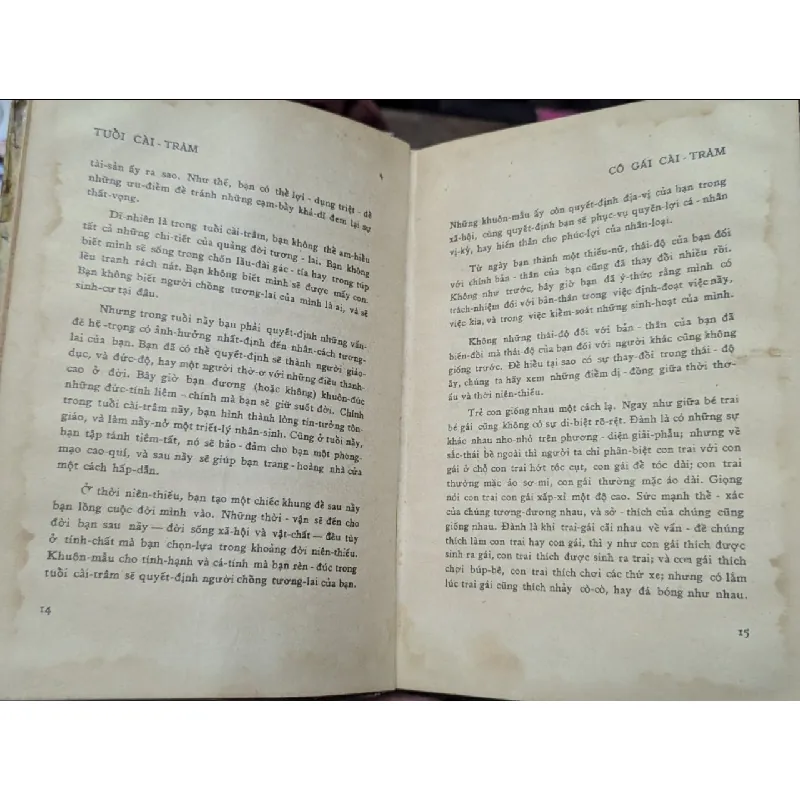 TUỔI CÀI - TRÂM
tài-sản ấy ra sao. Như thế, bạn có thể lợi - dụng triệt - để
những ưu-điểm để tránh những cạm-bẫy khả-dĩ đem lại sự
thất-vọng.
Dĩ nhiên là trong tuổi cài-trâm, bạn không thể am-hiểu
tất cả những chi-tiết của quảng đời tương - lai. Bạn không
biết mình sẽ sống trong chốn lầu-đài gác - tía hay trong túp
lều tranh rách nát. Bạn không biết mình sẽ được mấy con.
Bạn không biết người chồng tương-lai của mình là ai, và sẽ
sinh-cư tại đâu.
Nhưng trong tuổi này bạn phải quyết-định những vấn-
đề hệ-trọng có ảnh-hưởng nhất-định đến nhân-cách tương-
lai của bạn. Bạn đã có thể quyết-định sẽ thành người giáo-
dục, và đức-độ, hay một người thờ-ơ với những điều thanh-
cao ở đời. Bây giờ bạn đương (hoặc không) khuôn-đúc
những đức-tính liêm - chính mà bạn sẽ giữ suốt đời. Chính
trong tuổi cài-trâm này, bạn hình thành lòng tin-tưởng tôn-
giáo, và làm nảy-nở một triết-lý nhân-sinh. Cũng ở tuổi này,
bạn tập tánh tiêm-tất, nó sẽ bảo - đảm cho bạn một phong-
mạo cao-quí, và sau này sẽ giúp bạn trang - hoàng nhà cửa
một cách hấp-dẫn.
Ở thời niên-thiếu, bạn tạo một chiếc khung để sau này
bạn lồng cuộc đời mình vào. Những thời - vận sẽ đến cho
đời bạn sau này — đời sống xã-hội và vật-chất — đều tùy
ở tính-chất mà bạn chọn-lựa trong khoảng đời niên-thiếu.
Khuôn-mẫu cho tính-hạnh và cá-tính mà bạn rèn - đúc trong
tuổi cài-trâm sẽ quyết-định người chồng tương-lai của bạn.
14
CÔ GÁI CÀI - TRÂM
Những khuôn-mẫu ấy còn quyết-định địa-vị của bạn trong
xã-hội, cùng quyết-định bạn sẽ phục-vụ quyền-lợi cá - nhân
vị-kỷ, hay hiến thân cho phúc-lợi của nhân-loại.
Từ ngày bạn thành một thiếu-nữ, thái-độ của bạn đối
với chính bản - thân của bạn cũng đã thay đổi nhiều rồi.
Không như trước, bây giờ bạn đã ý-thức rằng mình có
trách-nhiệm đối với bản-thân trong việc định-đoạt việc này,
việc kia, và trong việc kiểm-soát những sinh-hoạt của mình.
Không những thái-độ đối với bản - thân của bạn đã
biến-đổi mà thái độ của bạn đối với người khác cũng không
giống trước. Để hiểu tại sao có sự thay-đổi trong thái - độ
ấy, chúng ta hãy xem những điểm dị - đồng giữa thời thơ-
ấu và thời niên-thiếu.
Trẻ con giống nhau một cách lạ. Ngay như giữa bé trai
bé gái cũng không có sự dị-biệt rõ-rệt. Đành là có những sự
khác nhau nho-nhỏ trên phương - diện giải-phẫu; nhưng về
sắc-thái bề ngoài thì người ta chỉ phân-biệt con trai với con
gái ở chỗ con trai hớt tóc cụt, con gái để tóc dài; con trai
thường mặc áo sơ-mi, con gái thường mặc áo dài. Giọng
nói con trai con gái xấp-xỉ một độ cao. Sức mạnh thể - xác
của chúng tương-đương nhau, và sở - thích của chúng cũng
giống nhau. Đành là khi trai-gái cãi nhau về vấn - đề chúng
thích làm con trai hay con gái, thì y như con gái thích được
sinh ra gái, con trai thích được sinh ra trai; và con gái thích
chơi búp-bê, con trai thích chơi các thứ xe; nhưng có lắm
lúc trai gái cũng thích nhảy cò-cò, hay đá bóng như nhau.
15